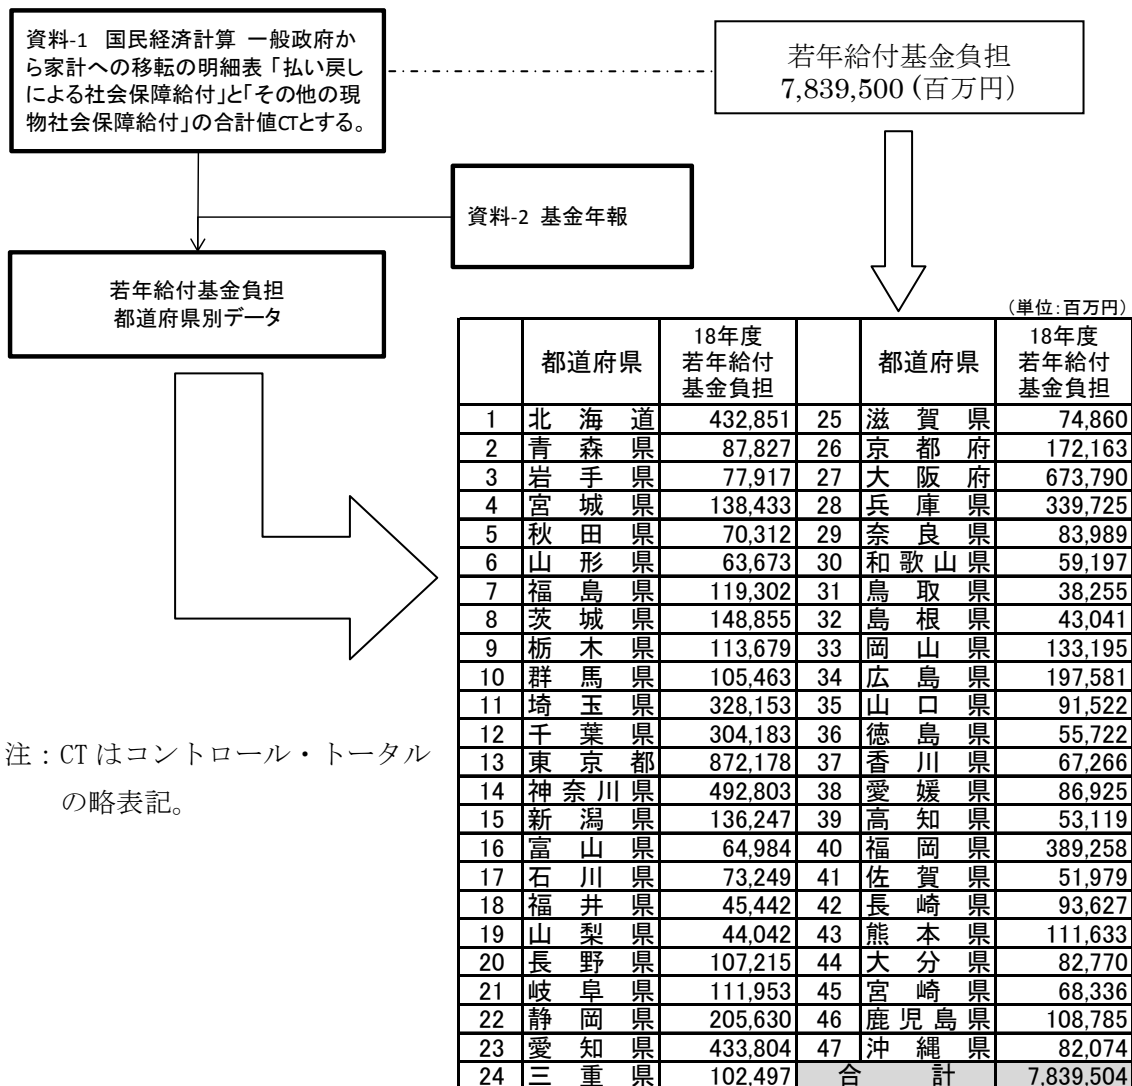 資料-1 国民経済計算 一般政府か
ら家計への移転の明細表 「払い戻し
による社会保障給付」と「その他の現
物社会保障給付」の合計値CTとする。
若年給付基金負担
7,839,500 (百万円)
資料-2 基金年報
若年給付基金負担
都道府県別データ
(単位:百万円)
都道府県 18年度 若年給付 基金負担 都道府県 18年度 若年給付 基金負担
1 北海道 432,851 25 滋賀県 74,860
2 青森県 87,827 26 京都府 172,163
3 岩手県 77,917 27 大阪府 673,790
4 宮城県 138,433 28 兵庫県 339,725
5 秋田県 70,312 29 奈良県 83,989
6 山形県 63,673 30 和歌山県 59,197
7 福島県 119,302 31 鳥取県 38,255
8 茨城県 148,855 32 島根県 43,041
9 栃木県 113,679 33 岡山県 133,195
10 群馬県 105,463 34 広島県 197,581
11 埼玉県 328,153 35 山口県 91,522
12 千葉県 304,183 36 徳島県 55,722
13 東京都 872,178 37 香川県 67,266
14 神奈川県 492,803 38 愛媛県 86,925
15 新潟県 136,247 39 高知県 53,119
16 富山県 64,984 40 福岡県 389,258
17 石川県 73,249 41 佐賀県 51,979
18 福井県 45,442 42 長崎県 93,627
19 山梨県 44,042 43 熊本県 111,633
20 長野県 107,215 44 大分県 82,770
21 岐阜県 111,953 45 宮崎県 68,336
22 静岡県 205,630 46 鹿児島県 108,785
23 愛知県 433,804 47 沖縄県 82,074
24 三重県 102,497 合計 7,839,504
注：CTはコントロール・トータル
の略表記。